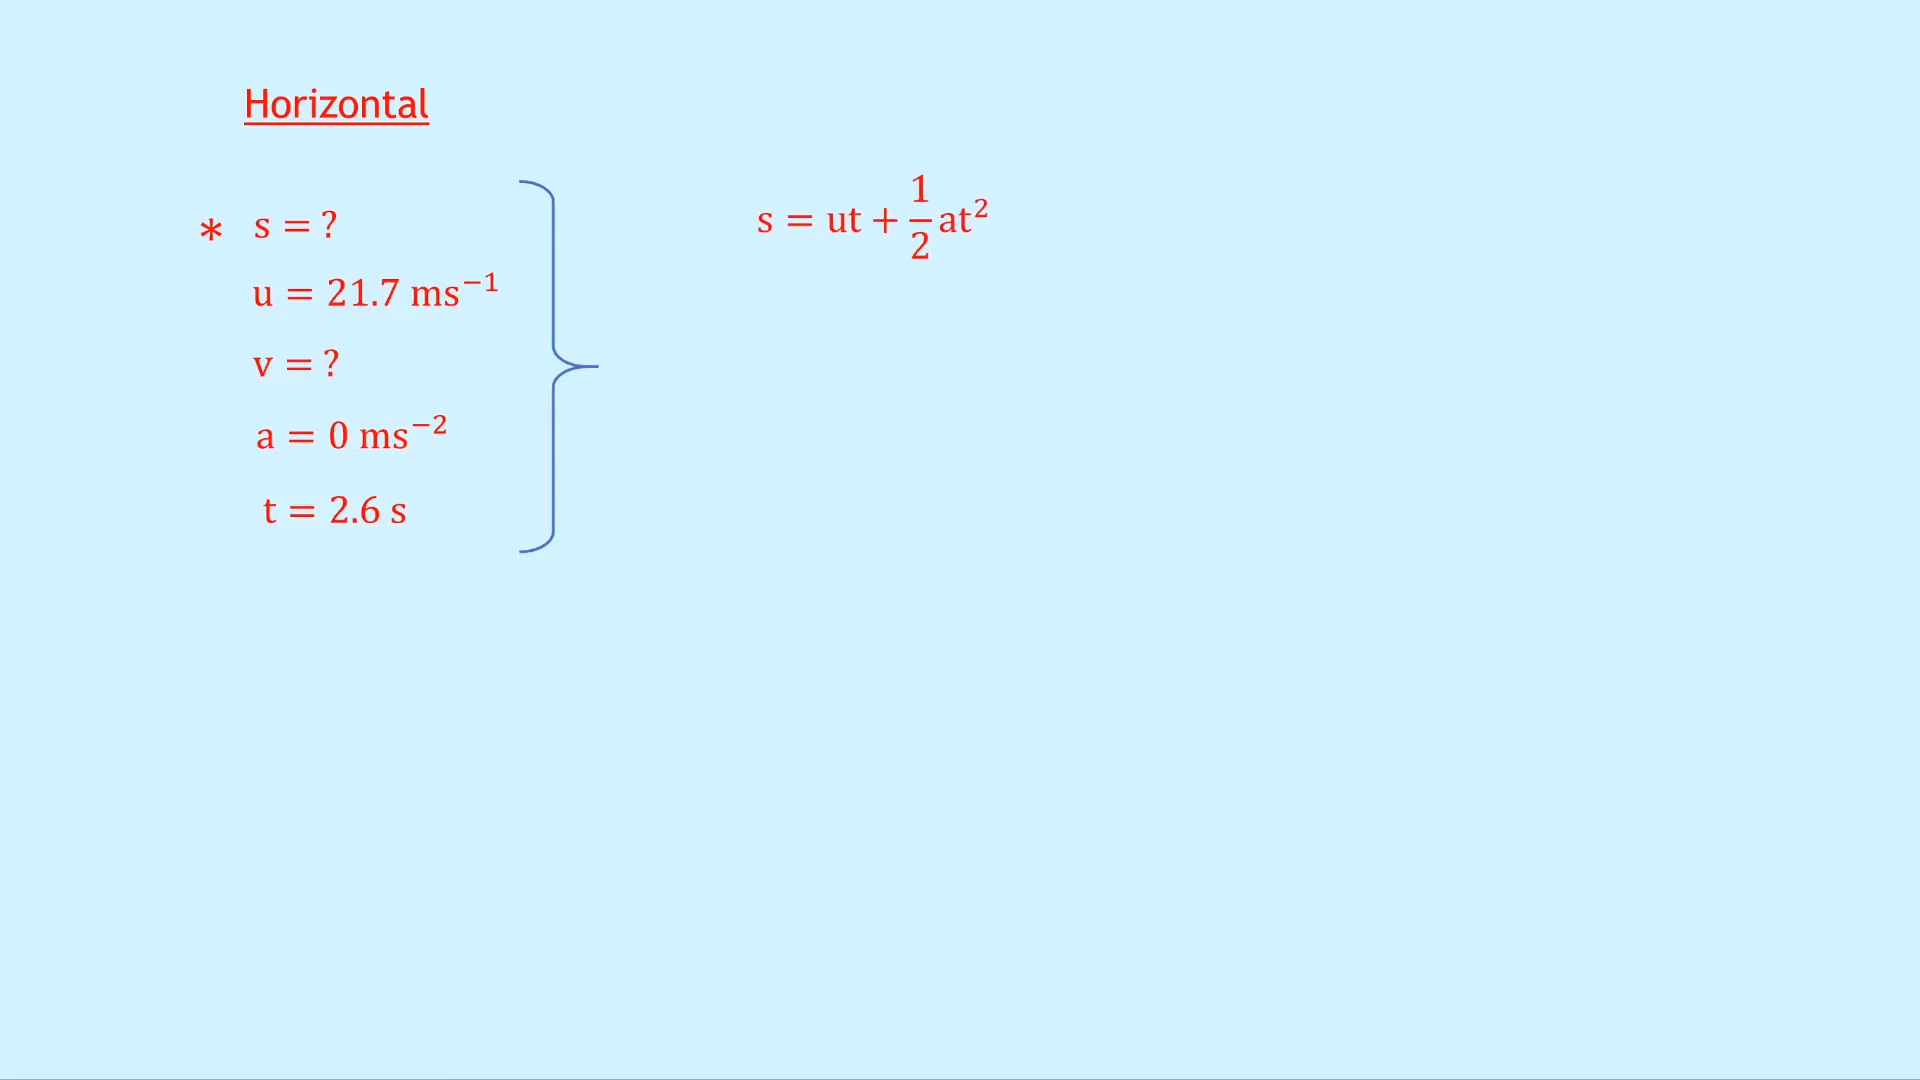 Horizontal
* s = ?
s = ut + 1/2 at²
u = 21.7 ms⁻¹
v = ?
a = 0 ms⁻²
t = 2.6 s